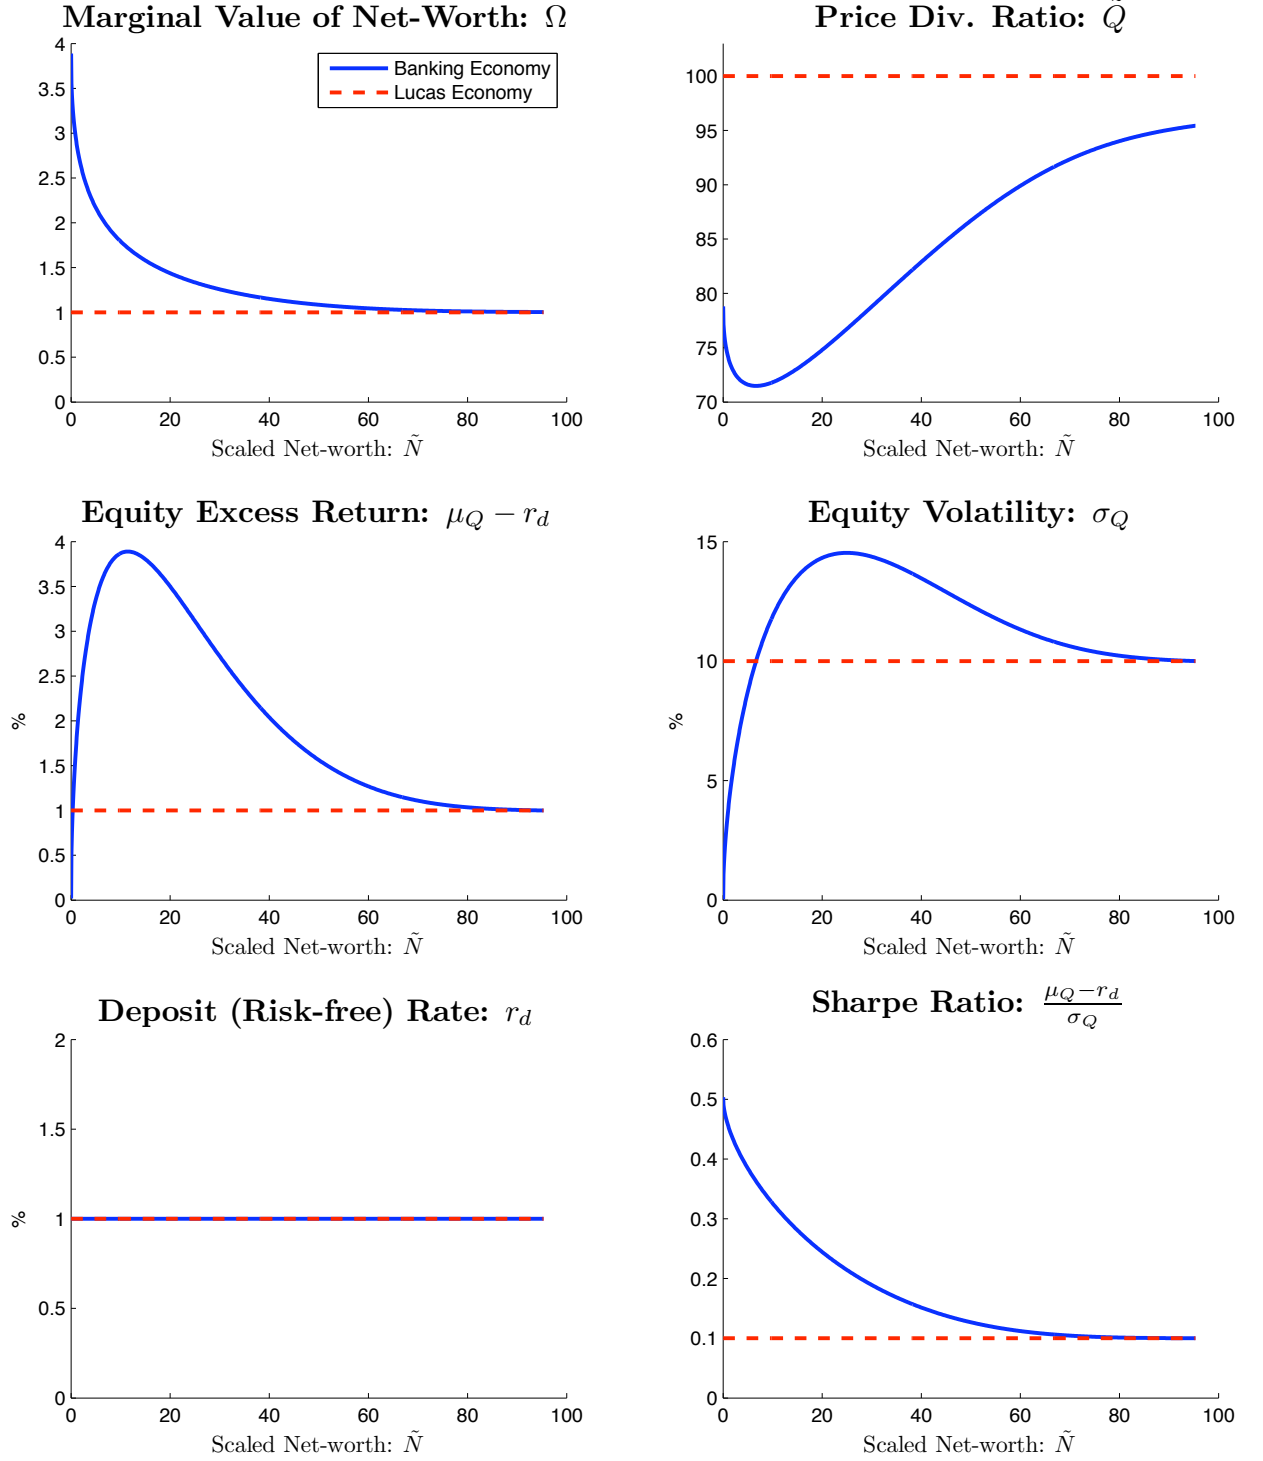 Marginal Value of Net-Worth: Ω
4
3.5
3
2.5
2
1.5
1
0.5
0
Banking Economy
Lucas Economy
0 20 40 60 80 100
Scaled Net-worth: Ñ
Price Div. Ratio: Q̃
100
95
90
85
80
75
70
0 20 40 60 80 100
Scaled Net-worth: Ñ
Equity Excess Return: μ_Q − r_d
%
4
3.5
3
2.5
2
1.5
1
0.5
0
0 20 40 60 80 100
Scaled Net-worth: Ñ
Equity Volatility: σ_Q
%
15
10
5
0
0 20 40 60 80 100
Scaled Net-worth: Ñ
Deposit (Risk-free) Rate: r_d
%
2
1.5
1
0.5
0
0 20 40 60 80 100
Scaled Net-worth: Ñ
Sharpe Ratio: (μ_Q−r_d)/σ_Q
0.6
0.5
0.4
0.3
0.2
0.1
0
0 20 40 60 80 100
Scaled Net-worth: Ñ